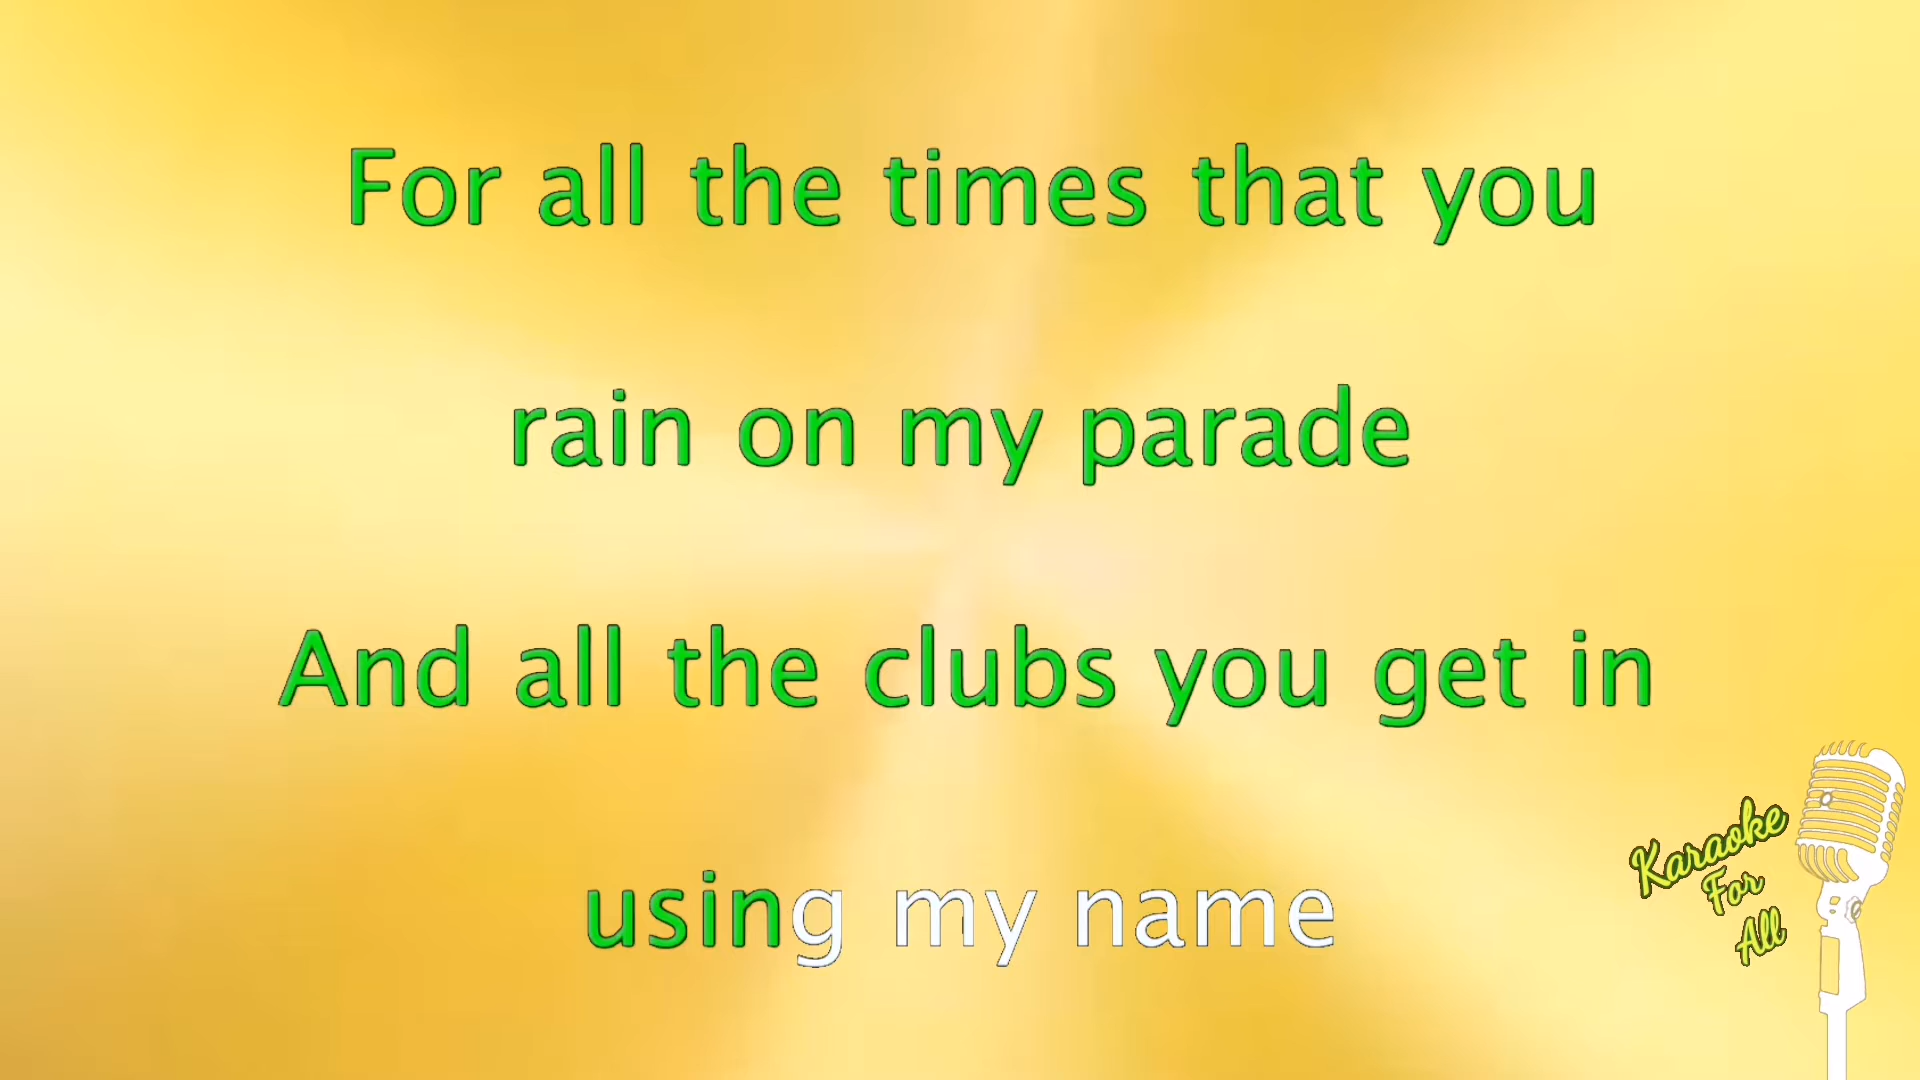 For all the times that you
rain on my parade
And all the clubs you get in
using my name
Karaoke
For
All